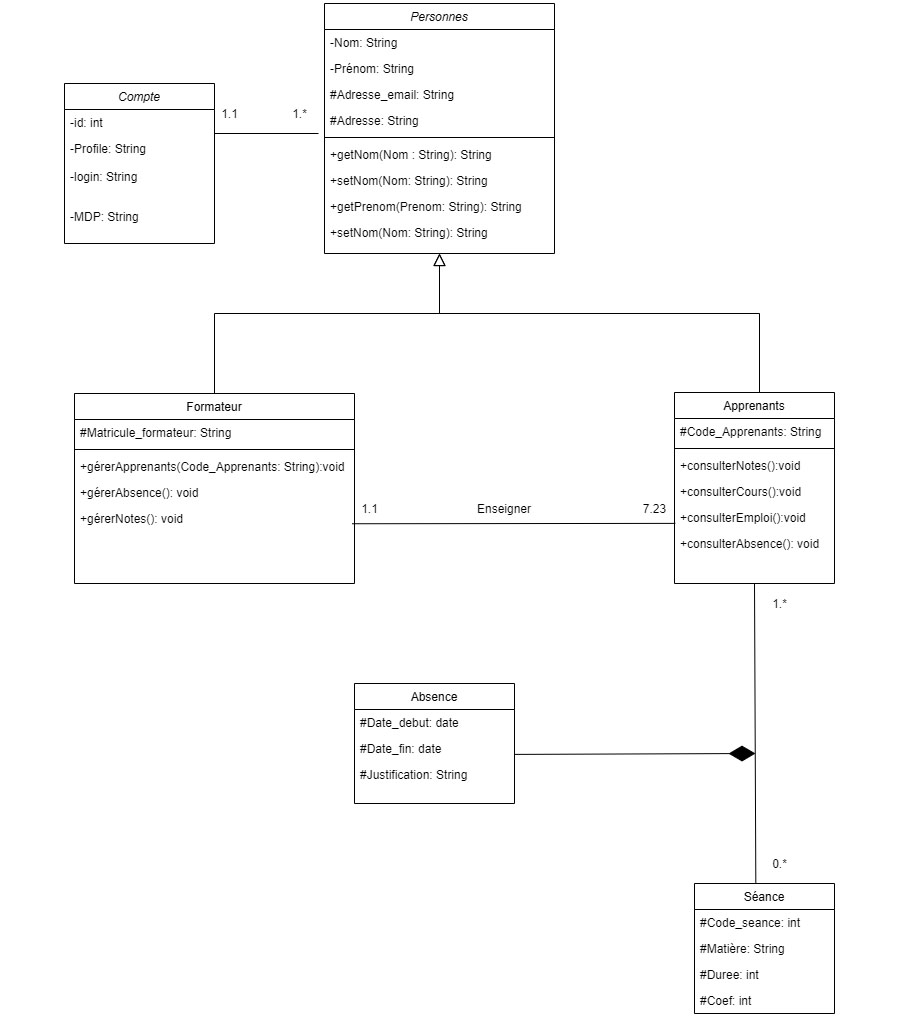 Personnes
-Nom: String
-Prénom: String
#Adresse_email: String
#Adresse: String
+getNom(Nom : String): String
+setNom(Nom: String): String
+getPrenom(Prenom: String): String
+setNom(Nom: String): String
Compte
-id: int
-Profile: String
-login: String
-MDP: String
1.1
1.*
Formateur
#Matricule_formateur: String
+gérerApprenants(Code_Apprenants: String):void
+gérerAbsence(): void
+gérerNotes(): void
1.1
Enseigner
7.23
Apprenants
#Code_Apprenants: String
+consulterNotes():void
+consulterCours():void
+consulterEmploi():void
+consulterAbsence(): void
1.*
Absence
#Date_debut: date
#Date_fin: date
#Justification: String
0.*
Séance
#Code_seance: int
#Matière: String
#Duree: int
#Coef: int